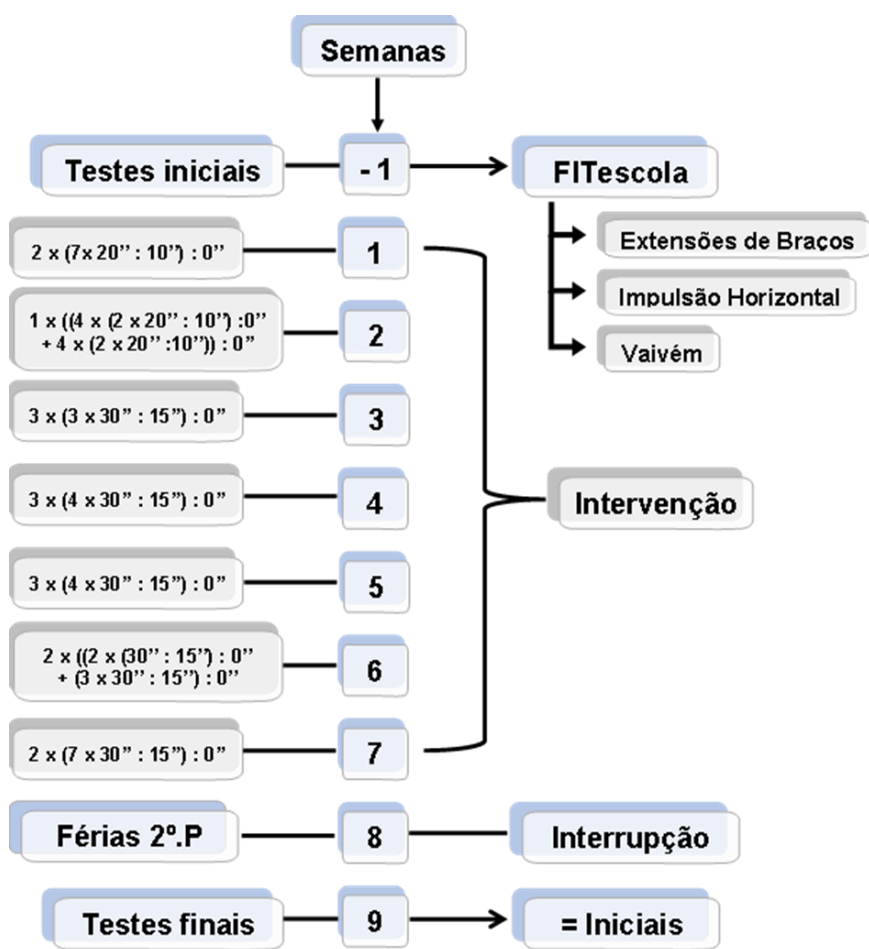 Semanas
Testes iniciais
- 1
FITescola
Extensões de Braços
Impulsão Horizontal
Vaivém
2 x (7x 20’’ : 10’’) : 0’’
1
1 x ((4 x (2 x 20’’ : 10’’) :0’’
+ 4 x (2 x 20’’ :10’’)) : 0”
2
3 x (3 x 30” : 15”) : 0”
3
3 x (4 x 30” : 15”) : 0”
4
Intervenção
3 x (4 x 30” : 15”) : 0”
5
2 x ((2 x (30’’ : 15’’) : 0’’
+ (3 x 30’’ : 15’’) : 0’’
6
2 x (7 x 30” : 15”) : 0”
7
Férias 2º.P
8
Interrupção
Testes finais
9
= Iniciais